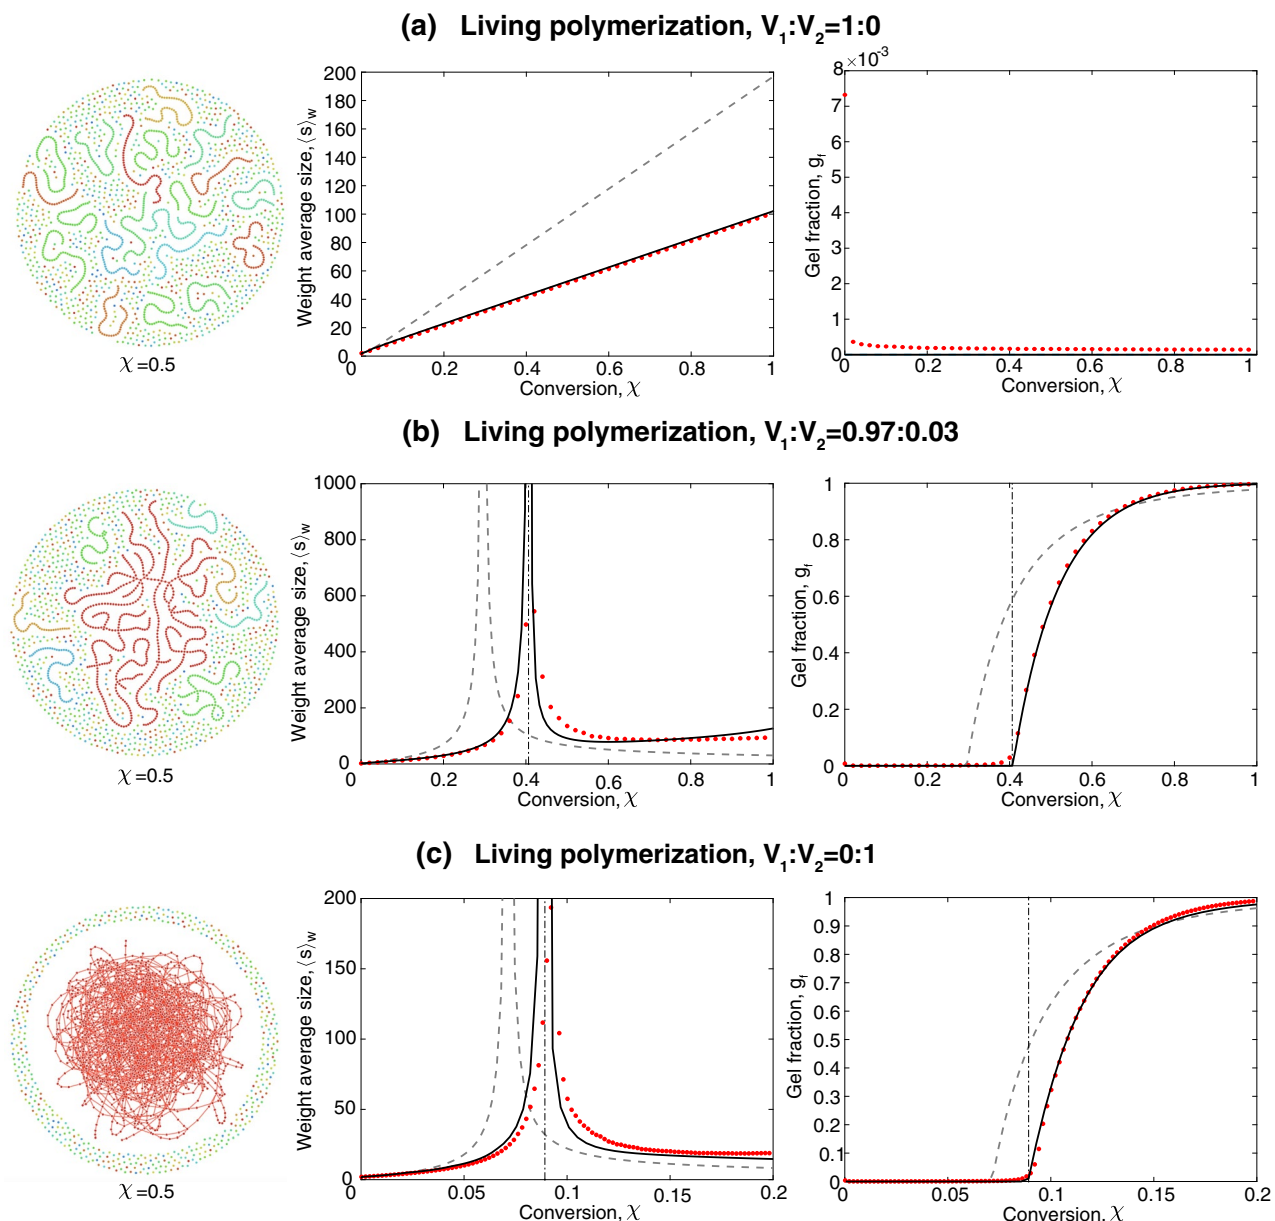 (a) Living polymerization, V₁:V₂=1:0
χ=0.5
Weight average size, ⟨s⟩w
200
180
160
140
120
100
80
60
40
20
0
0.2 0.4 0.6 0.8 1
Conversion, χ
×10⁻³
Gel fraction, gf
8
7
6
5
4
3
2
1
0
0 0.2 0.4 0.6 0.8 1
Conversion, χ
(b) Living polymerization, V₁:V₂=0.97:0.03
χ=0.5
Weight average size, ⟨s⟩w
1000
800
600
400
200
0
0 0.2 0.4 0.6 0.8 1
Conversion, χ
Gel fraction, gf
1
0.8
0.6
0.4
0.2
0
0 0.2 0.4 0.6 0.8 1
Conversion, χ
(c) Living polymerization, V₁:V₂=0:1
χ=0.5
Weight average size, ⟨s⟩w
200
150
100
50
0
0 0.05 0.1 0.15 0.2
Conversion, χ
Gel fraction, gf
1
0.9
0.8
0.7
0.6
0.5
0.4
0.3
0.2
0.1
0
0 0.05 0.1 0.15 0.2
Conversion, χ